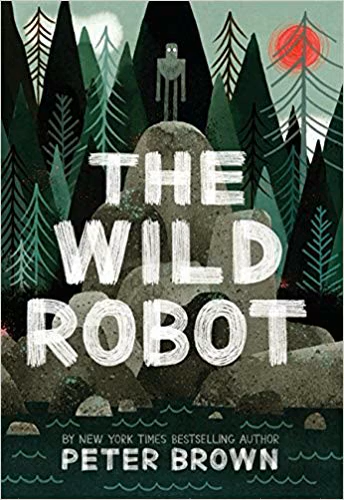 THE
WILD
ROBOT
BY NEW YORK TIMES BESTSELLING AUTHOR
PETER BROWN